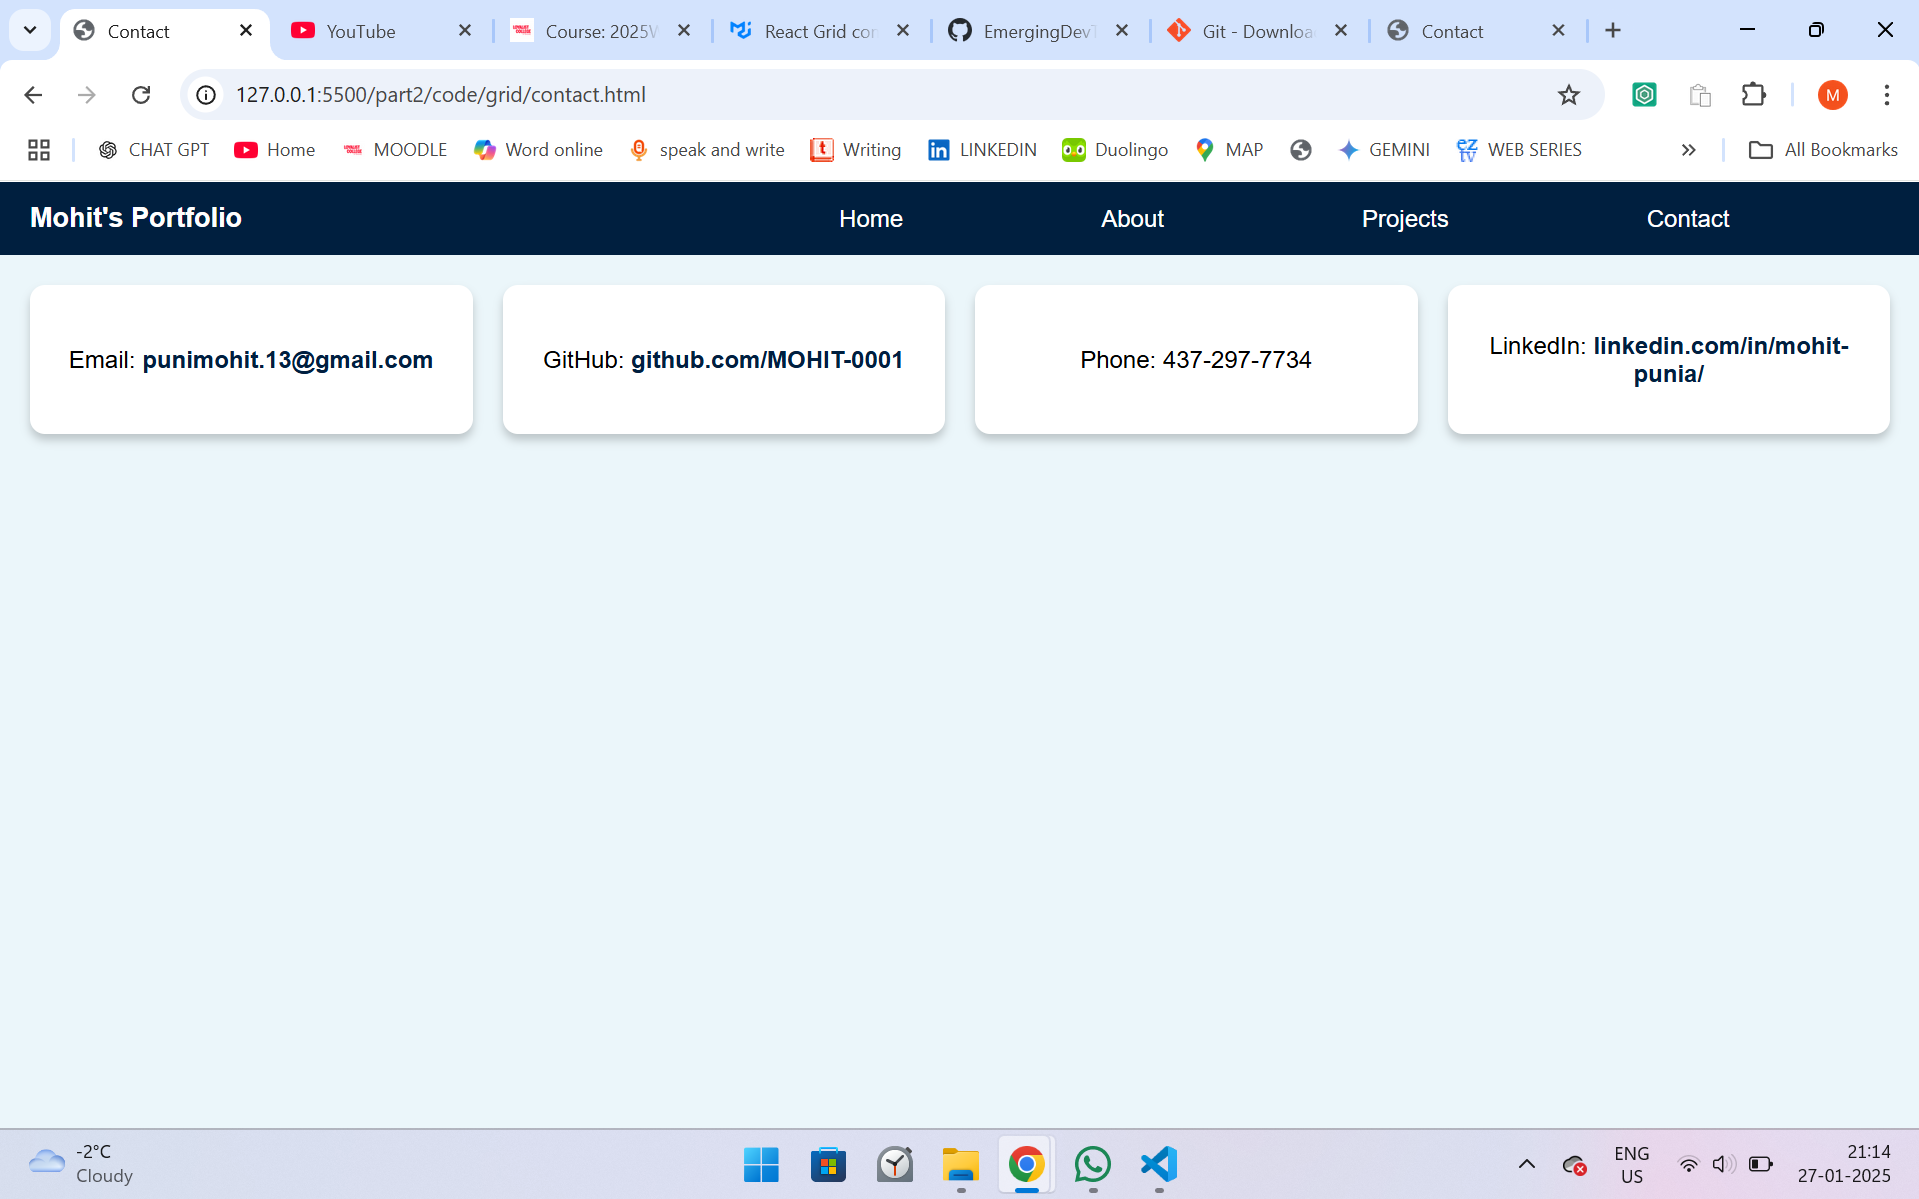 Contact
YouTube
Course: 2025W
React Grid con
EmergingDevT
Git - Downloa
Contact
127.0.0.1:5500/part2/code/grid/contact.html
M
CHAT GPT
Home
MOODLE
Word online
speak and write
Writing
LINKEDIN
Duolingo
MAP
GEMINI
WEB SERIES
All Bookmarks
Mohit's Portfolio
Home
About
Projects
Contact
Email: punimohit.13@gmail.com
GitHub: github.com/MOHIT-0001
Phone: 437-297-7734
LinkedIn: linkedin.com/in/mohit-
punia/
-2°C
Cloudy
ENG
US
21:14
27-01-2025